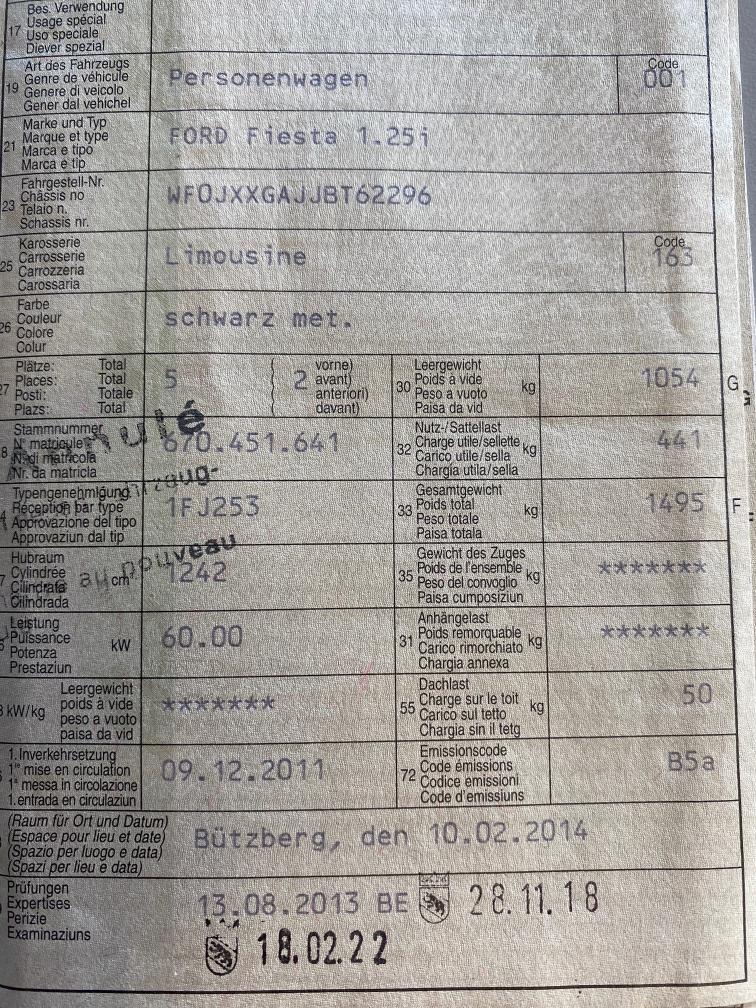 17
Bes. Verwendung
Usage spécial
Uso speciale
Diever spezial
19
Art des Fahrzeugs
Genre de véhicule
Genere di veicolo
Gener dal vehichel
Personenwagen
Code
001
21
Marke und Typ
Marque et type
Marca e tipo
Marca e tip
FORD Fiesta 1.25i
23
Fahrgestell-Nr.
Châssis no
Telaio n.
Schassis nr.
WF0JXXGAJJBT62296
25
Karosserie
Carrosserie
Carrozzeria
Carossaria
Limousine
Code
163
26
Farbe
Couleur
Colore
Colur
schwarz met.
27
Plätze: Total
Places: Total
Posti: Totale
Plazs: Total
5
( 2
vorne)
avant)
anteriori)
davant)
30
Leergewicht
Poids à vide
Peso a vuoto
Paisa da vid
kg
1054
G
8
Stammnummer
N° matricule
N. di matricola
Nr. da matricla
670.451.641
32
Nutz-/Sattellast
Charge utile/sellette
Carico utile/sella
Chargia utila/sella
kg
441
Typengenehmigung
Réception par type
Approvazione del tipo
Approvaziun dal tip
1FJ253
33
Gesamtgewicht
Poids total
Peso totale
Paisa totala
kg
1495
F
7
Hubraum
Cylindrée
Cilindrata
Cilindrada
cm³
1242
au nouveau
35
Gewicht des Zuges
Poids de l'ensemble
Peso del convoglio
Paisa cumposiziun
kg
*******
Leistung
Puissance
Potenza
Prestaziun
kW
60.00
31
Anhängelast
Poids remorquable
Carico rimorchiato
Chargia annexa
kg
*******
kW/kg
Leergewicht
poids à vide
peso a vuoto
paisa da vid
*******
55
Dachlast
Charge sur le toit
Carico sul tetto
Chargia sin il tetg
kg
50
1. Inverkehrsetzung
1re mise en circulation
1a messa in circolazione
1. entrada en circulaziun
09.12.2011
72
Emissionscode
Code émissions
Codice emissioni
Code d'emissiuns
B5a
(Raum für Ort und Datum)
(Espace pour lieu et date)
(Spazio per luogo e data)
(Spazi per lieu e data)
Bützberg, den 10.02.2014
Prüfungen
Expertises
Perizie
Examinaziuns
13.08.2013 BE 28.11.18
18.02.22